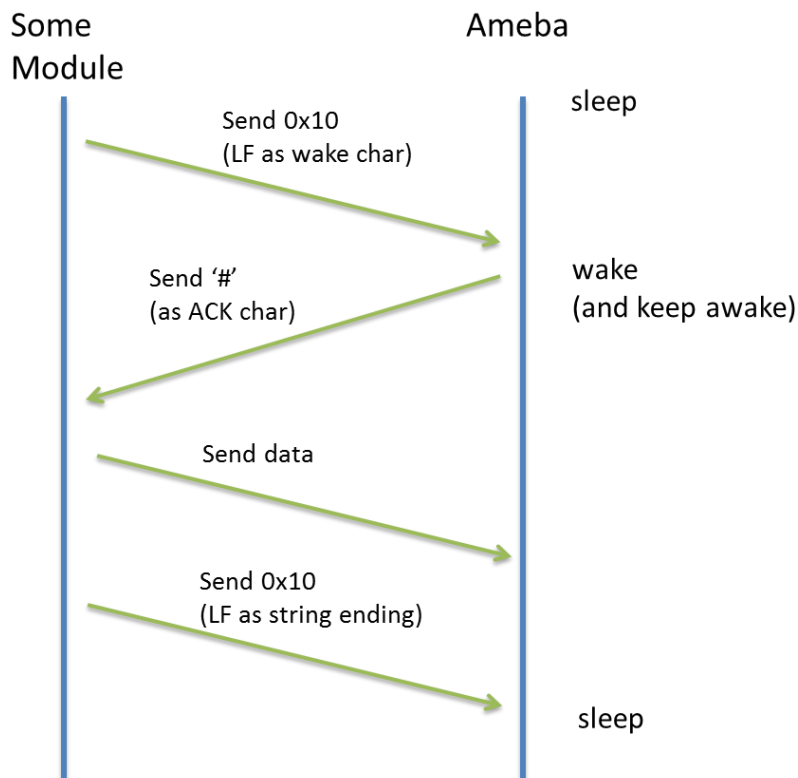 Some
Module
Ameba
sleep
Send 0x10
(LF as wake char)
wake
(and keep awake)
Send ‘#’
(as ACK char)
Send data
Send 0x10
(LF as string ending)
sleep